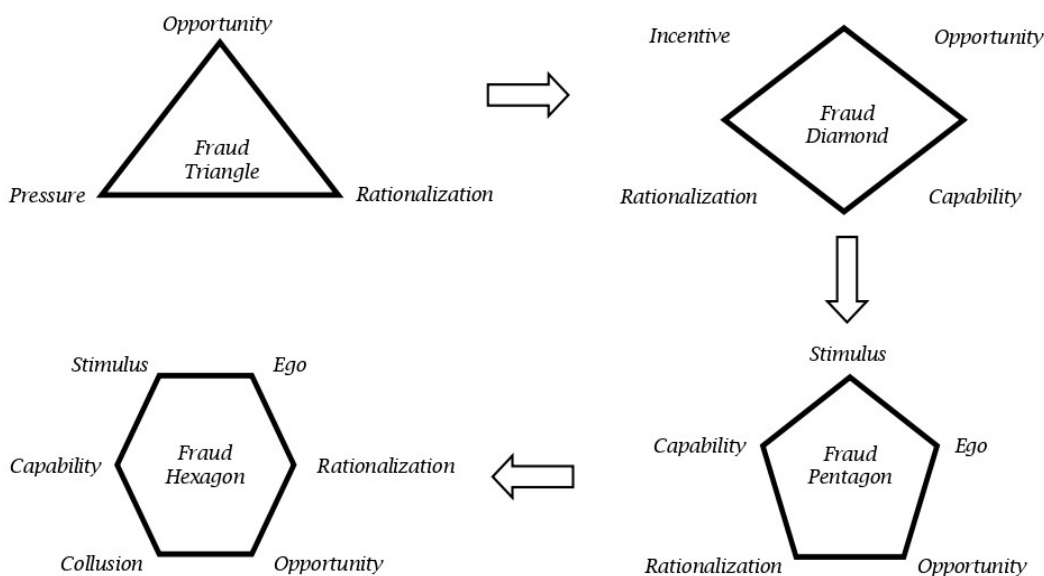 Opportunity
Fraud
Triangle
Pressure
Rationalization
Incentive
Opportunity
Fraud
Diamond
Rationalization
Capability
Stimulus
Capability
Ego
Fraud
Pentagon
Rationalization
Opportunity
Stimulus
Ego
Capability
Fraud
Hexagon
Rationalization
Collusion
Opportunity